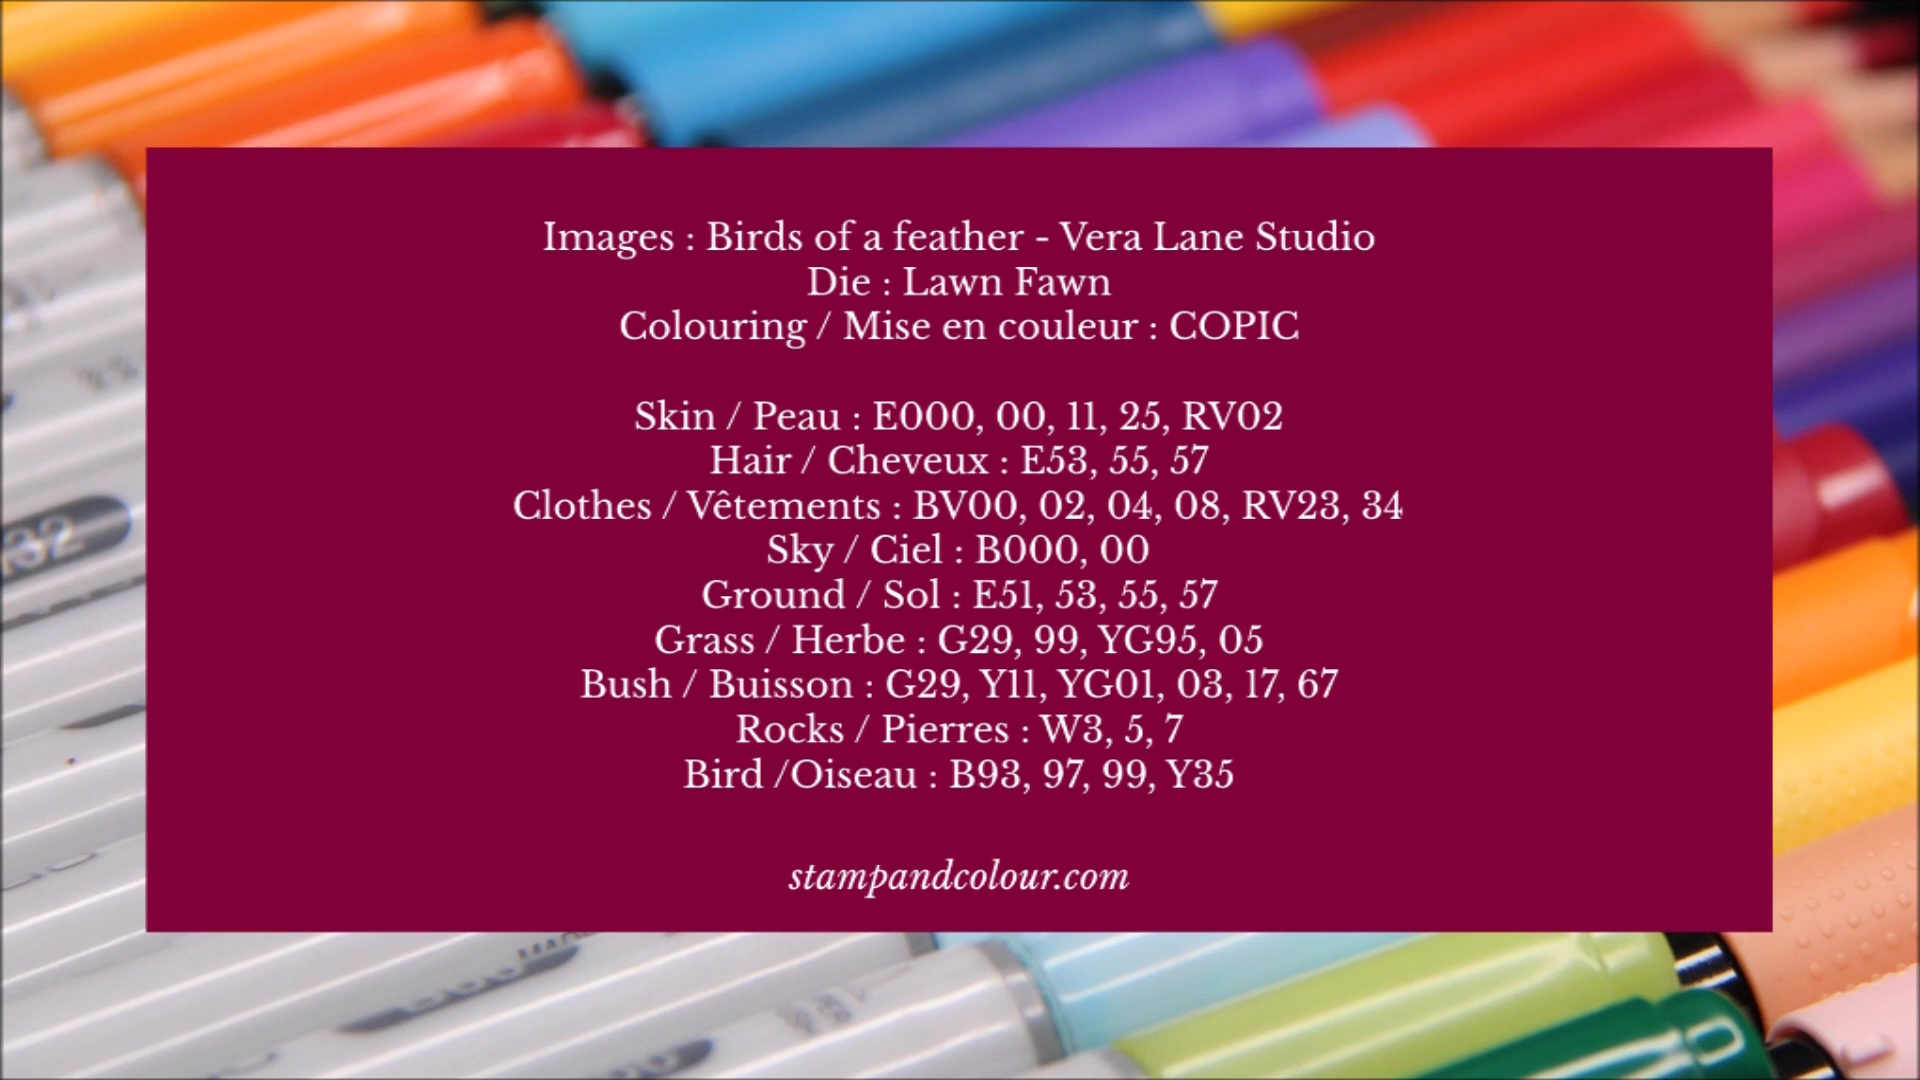 Images : Birds of a feather - Vera Lane Studio
Die : Lawn Fawn
Colouring / Mise en couleur : COPIC
Skin / Peau : E000, 00, 11, 25, RV02
Hair / Cheveux : E53, 55, 57
Clothes / Vêtements : BV00, 02, 04, 08, RV23, 34
Sky / Ciel : B000, 00
Ground / Sol : E51, 53, 55, 57
Grass / Herbe : G29, 99, YG95, 05
Bush / Buisson : G29, Y11, YG01, 03, 17, 67
Rocks / Pierres : W3, 5, 7
Bird /Oiseau : B93, 97, 99, Y35
stampandcolour.com